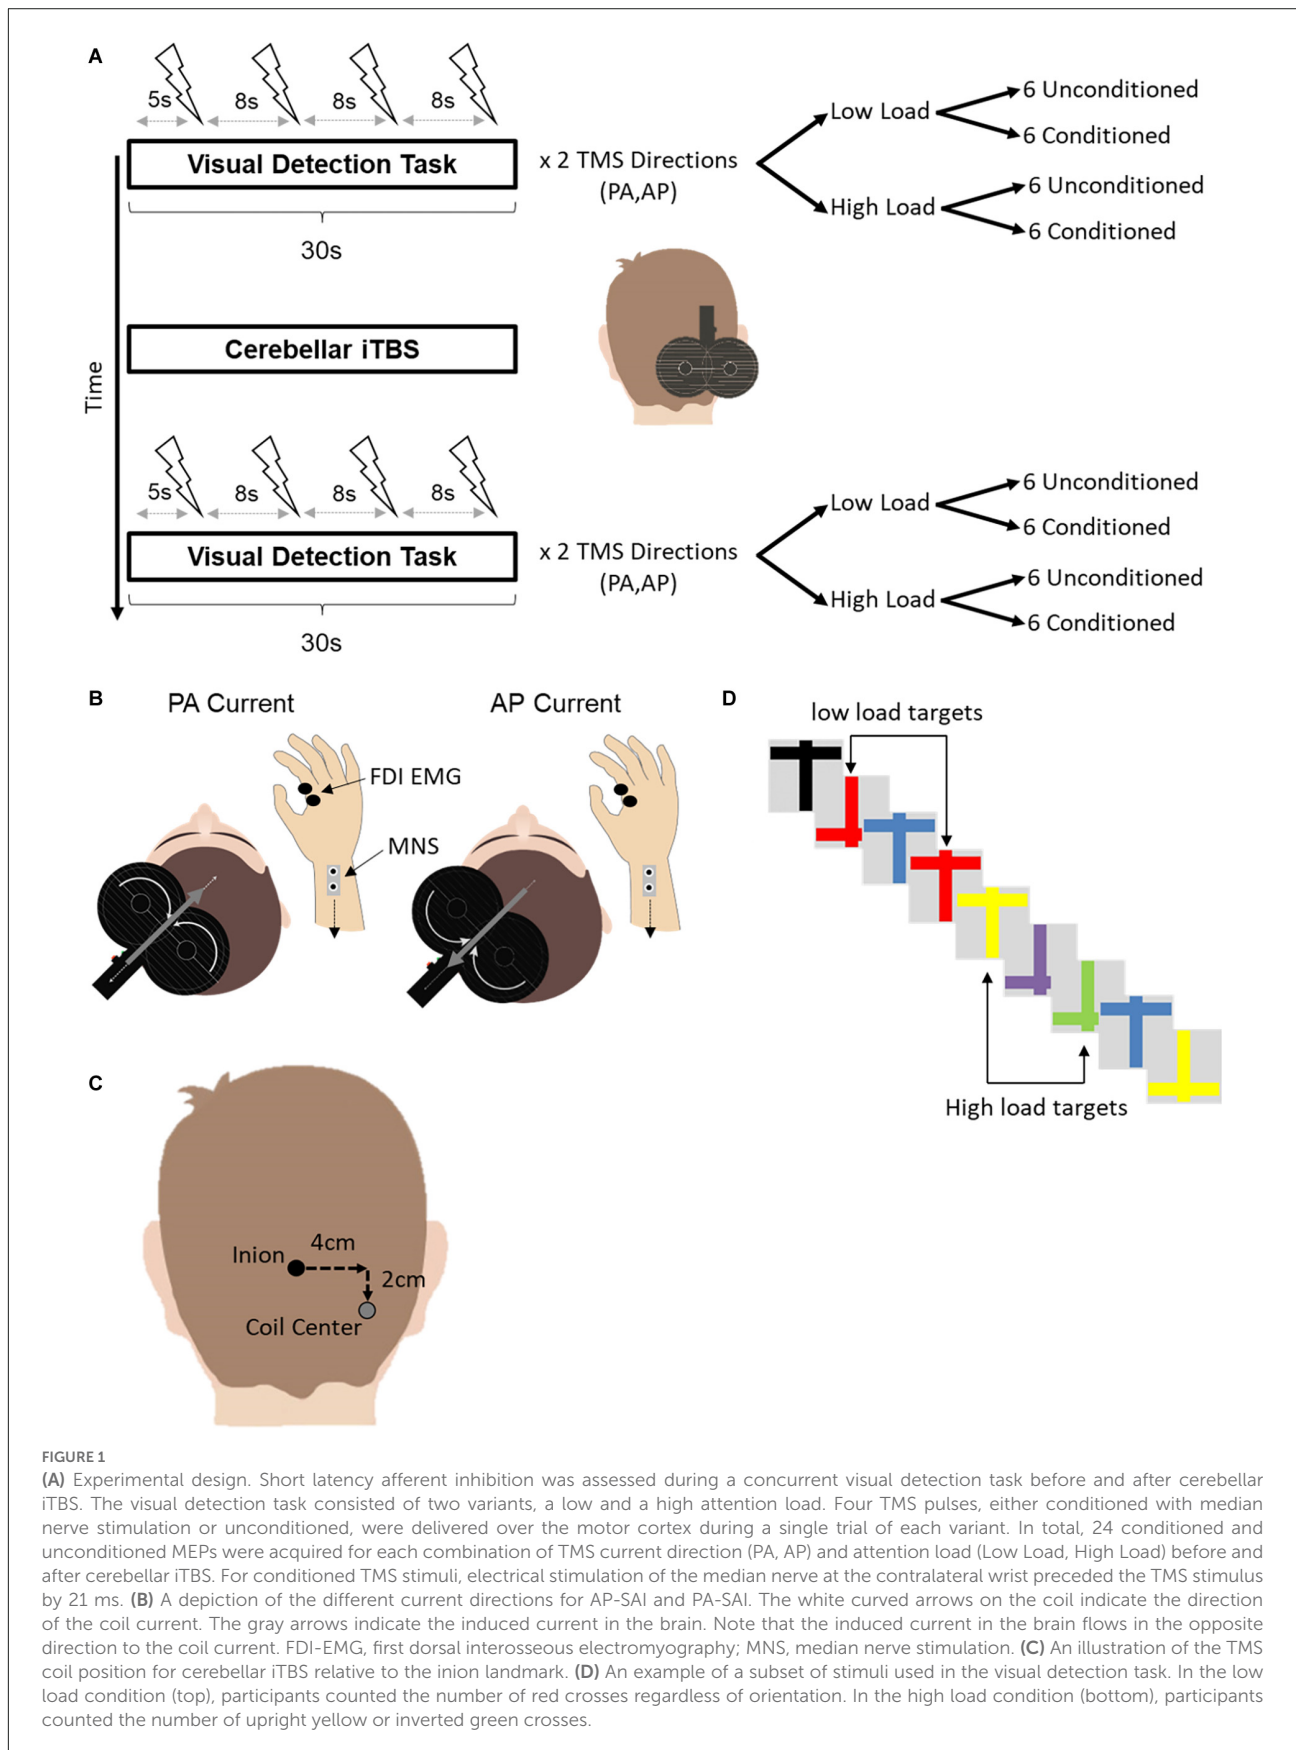 A
5s
8s
8s
8s
Visual Detection Task
30s
x 2 TMS Directions
(PA,AP)
Low Load
High Load
6 Unconditioned
6 Conditioned
6 Unconditioned
6 Conditioned
Time
Cerebellar iTBS
5s
8s
8s
8s
Visual Detection Task
30s
x 2 TMS Directions
(PA,AP)
Low Load
High Load
6 Unconditioned
6 Conditioned
6 Unconditioned
6 Conditioned
B
PA Current
AP Current
FDI EMG
MNS
D
low load targets
High load targets
C
Inion
4cm
2cm
Coil Center
FIGURE 1
(A) Experimental design. Short latency afferent inhibition was assessed during a concurrent visual detection task before and after cerebellar
iTBS. The visual detection task consisted of two variants, a low and a high attention load. Four TMS pulses, either conditioned with median
nerve stimulation or unconditioned, were delivered over the motor cortex during a single trial of each variant. In total, 24 conditioned and
unconditioned MEPs were acquired for each combination of TMS current direction (PA, AP) and attention load (Low Load, High Load) before and
after cerebellar iTBS. For conditioned TMS stimuli, electrical stimulation of the median nerve at the contralateral wrist preceded the TMS stimulus
by 21 ms. (B) A depiction of the different current directions for AP-SAI and PA-SAI. The white curved arrows on the coil indicate the direction
of the coil current. The gray arrows indicate the induced current in the brain. Note that the induced current in the brain flows in the opposite
direction to the coil current. FDI-EMG, first dorsal interosseous electromyography; MNS, median nerve stimulation. (C) An illustration of the TMS
coil position for cerebellar iTBS relative to the inion landmark. (D) An example of a subset of stimuli used in the visual detection task. In the low
load condition (top), participants counted the number of red crosses regardless of orientation. In the high load condition (bottom), participants
counted the number of upright yellow or inverted green crosses.